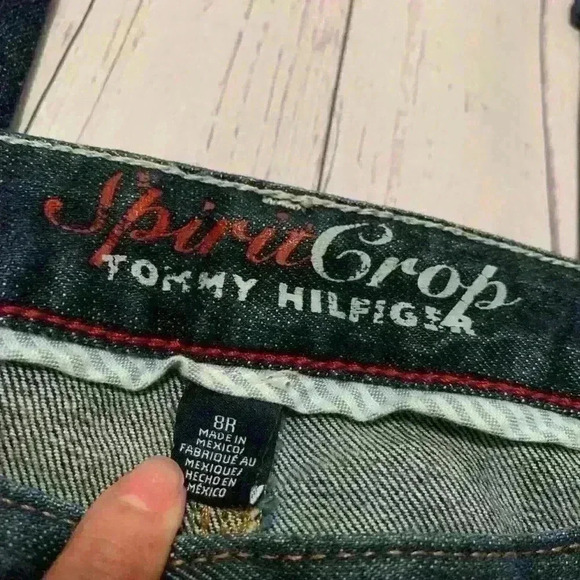 Spirit Crop
TOMMY HILFIGER
8R
MADE IN
MEXICO/
FABRIQUÉ AU
MEXIQUE/
HECHO EN
MÉXICO